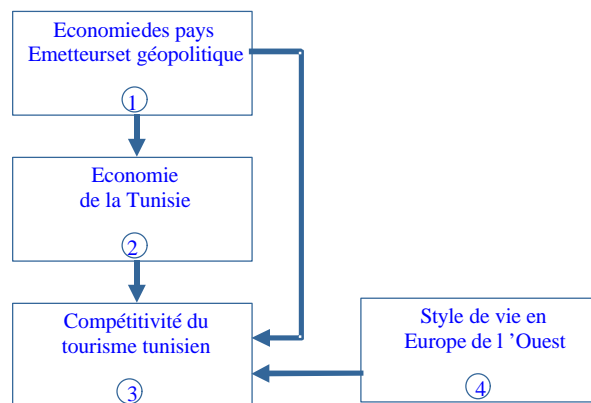 Economiedes pays
Emetteurset géopolitique
1
Economie
de la Tunisie
2
Compétitivité du
tourisme tunisien
3
Style de vie en
Europe de l ’Ouest
4